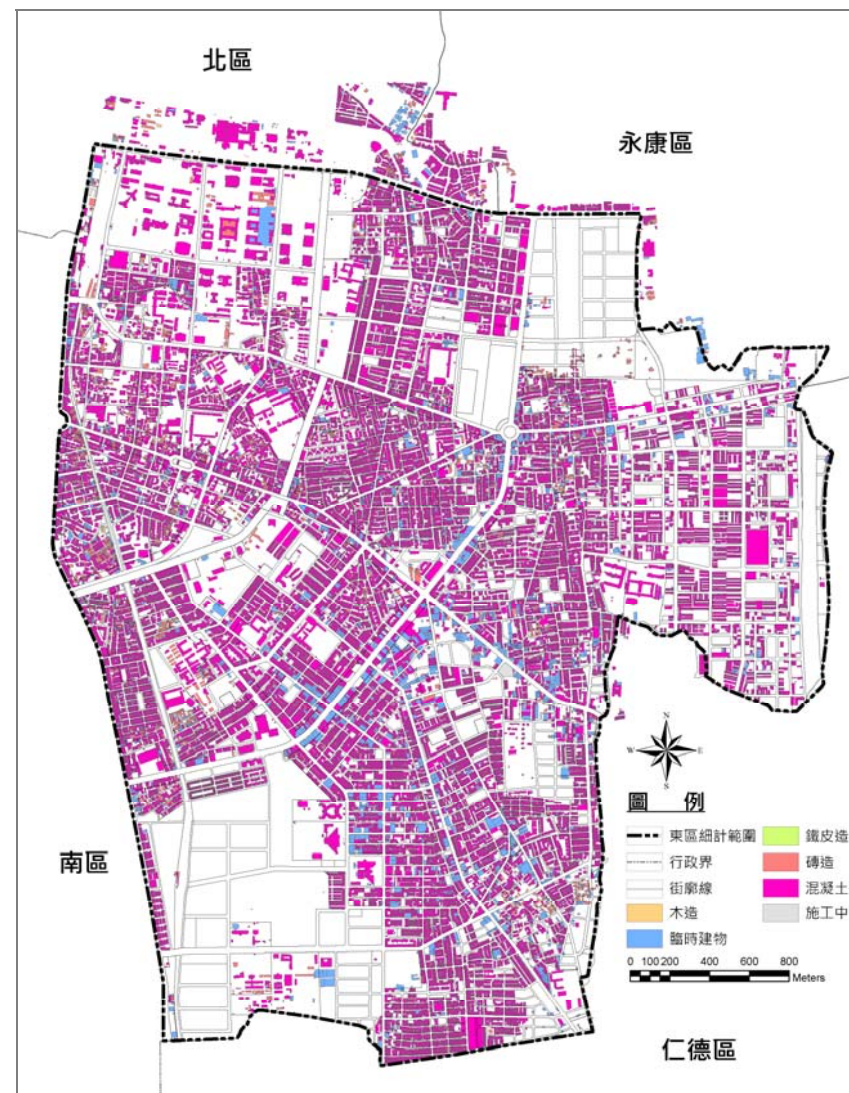 北區
永康區
N
W E
S
圖 例
東區細計範圍 鐵皮造
行政界 磚造
街廓線 混凝土
木造 施工中
臨時建物
0 100 200 400 600 800
Meters
南區
仁德區